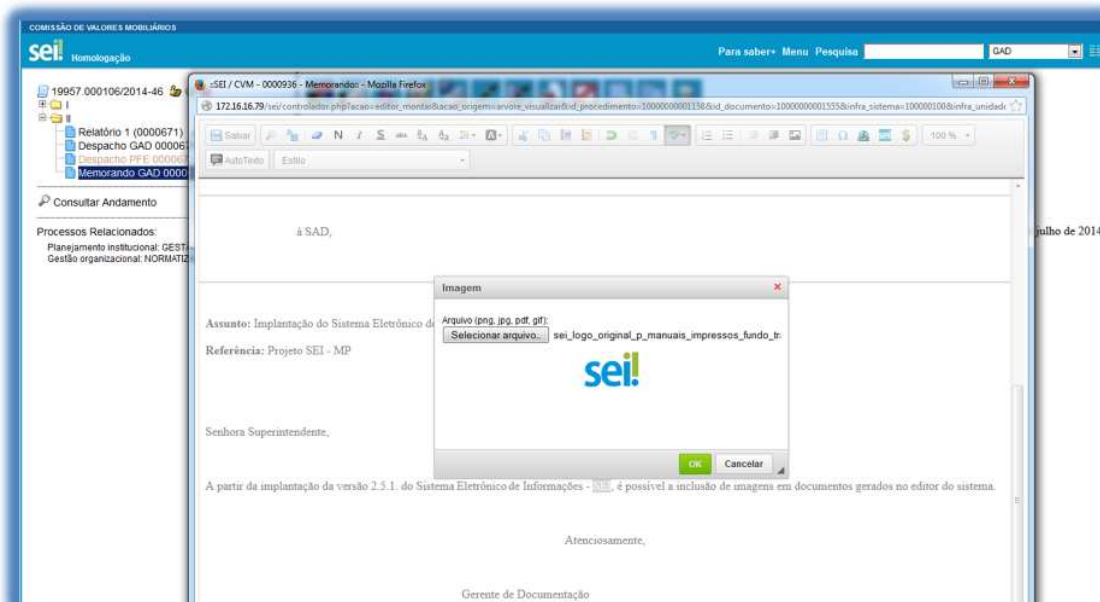 COMISSÃO DE VALORES MOBILIÁRIOS
sei! Homologação
Para saber+ Menu Pesquisa
GAD
19957.000106/2014-46
I
II
Relatório 1 (0000671)
Despacho GAD 000067
Despacho PFE 000067
Memorando GAD 0000
Consultar Andamento
Processos Relacionados:
Planejamento institucional: GEST
Gestão organizacional: NORMATIZ
julho de 2014
::SEI / CVM - 0000936 - Memorando:: - Mozilla Firefox
Salvar
N I S
100 %
AutoTexto Estilo
à SAD,
Assunto: Implantação do Sistema Eletrônico de
Referência: Projeto SEI - MP
Senhora Superintendente,
A partir da implantação da versão 2.5.1. do Sistema Eletrônico de Informações - SEI, é possível a inclusão de imagens em documentos gerados no editor do sistema.
Atenciosamente,
Gerente de Documentação
Imagem
Arquivo (png, jpg, pdf, gif):
Selecionar arquivo.. sei_logo_original_p_manuais_impressos_fundo_tr
sei!
OK Cancelar